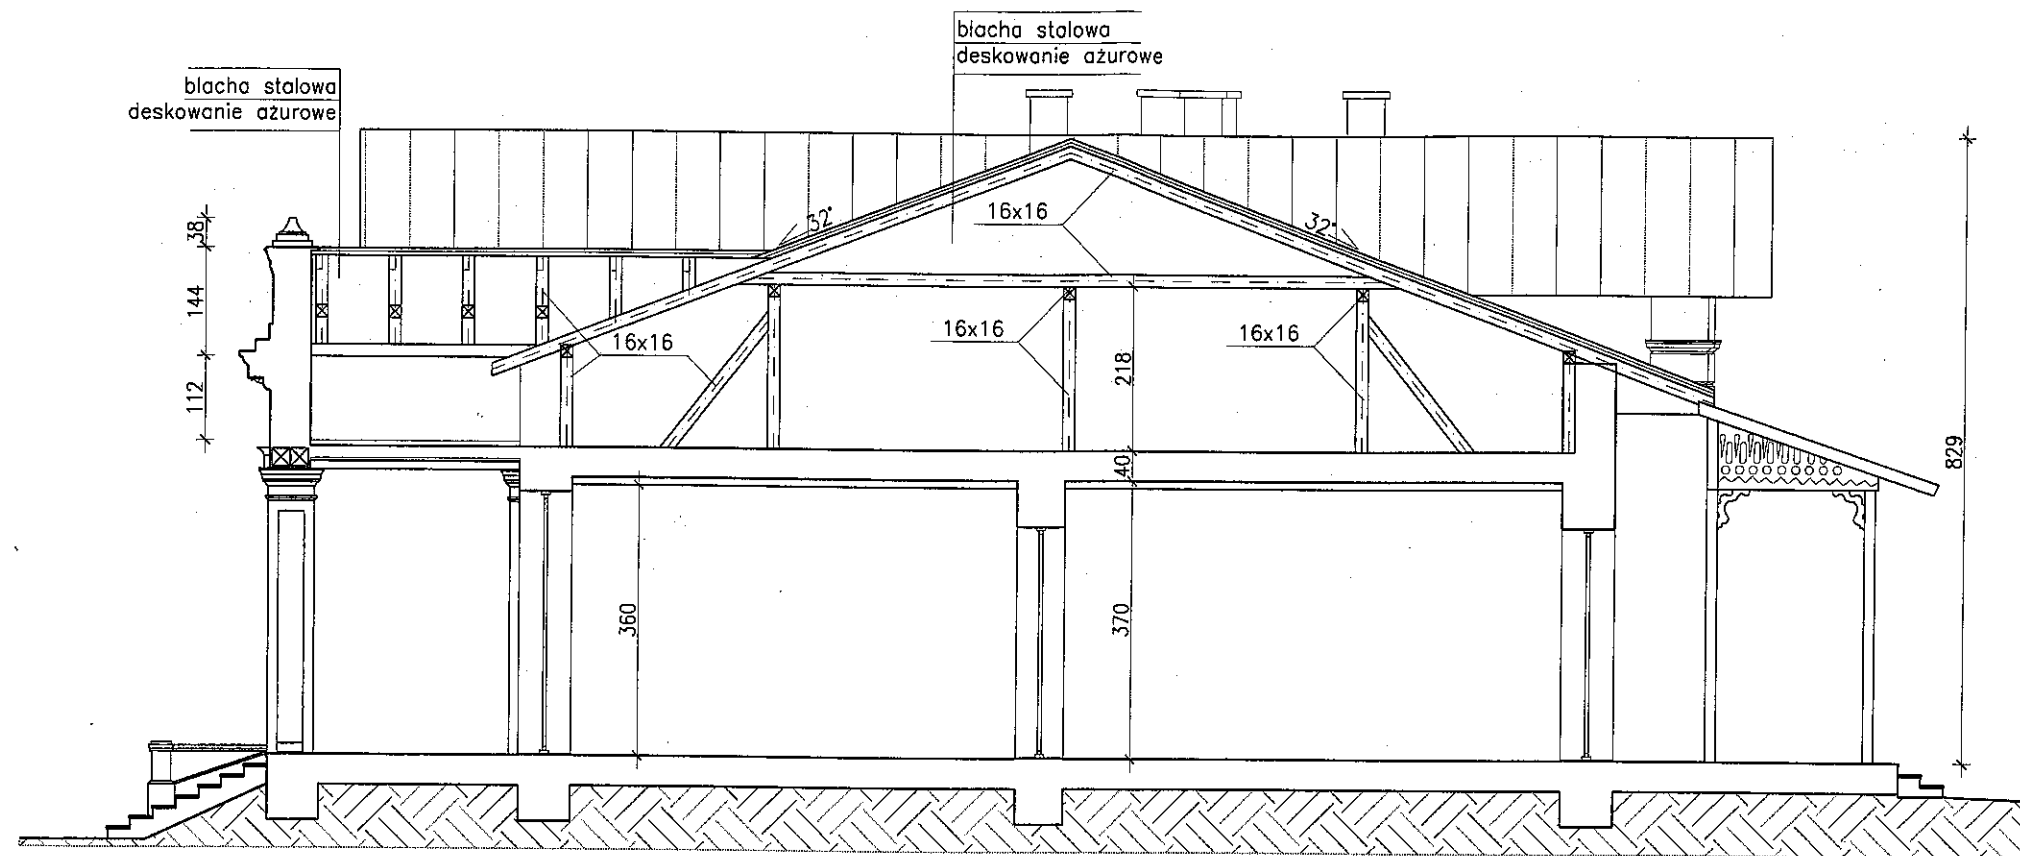 blacha stalowa
deskowanie ażurowe
blacha stalowa
deskowanie ażurowe
32°
16x16
32°
38
144
112
16x16
16x16
16x16
218
40
829
360
370